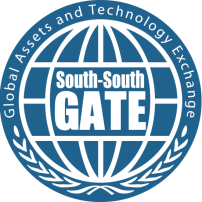 Global Assets and Technology Exchange
South-South
GATE